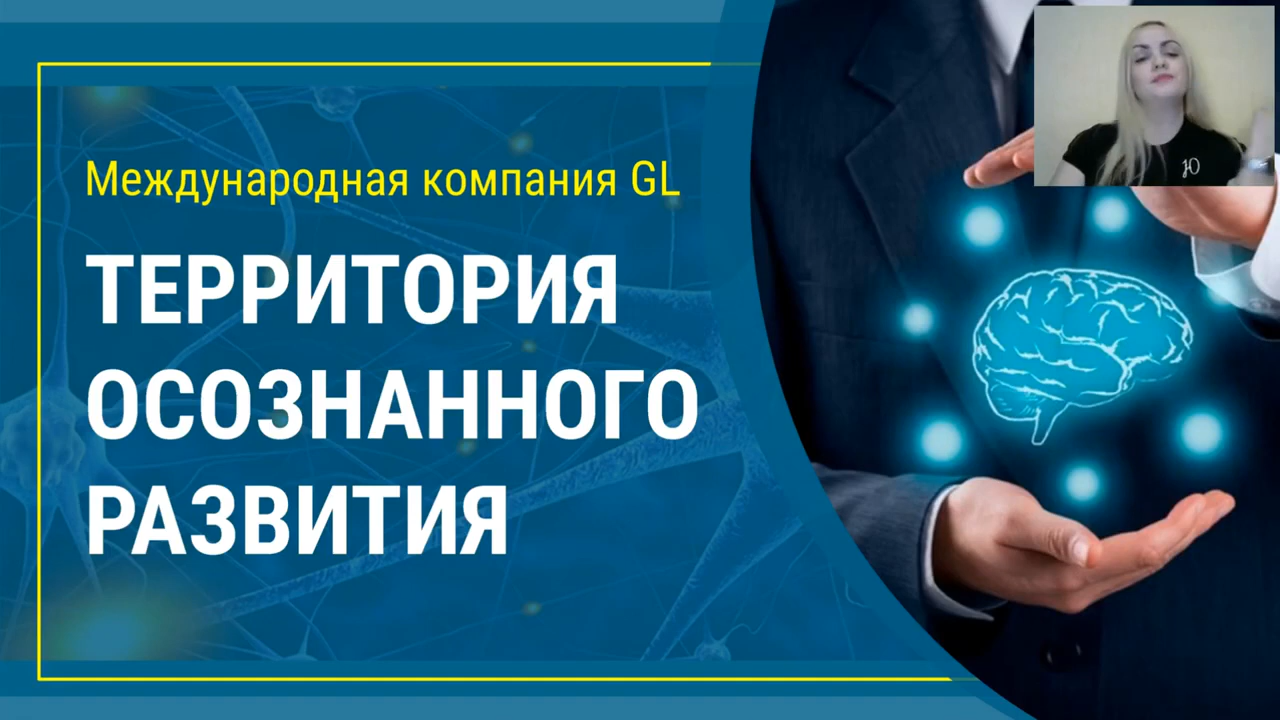 Международная компания GL
ТЕРРИТОРИЯ
ОСОЗНАННОГО
РАЗВИТИЯ
Ю